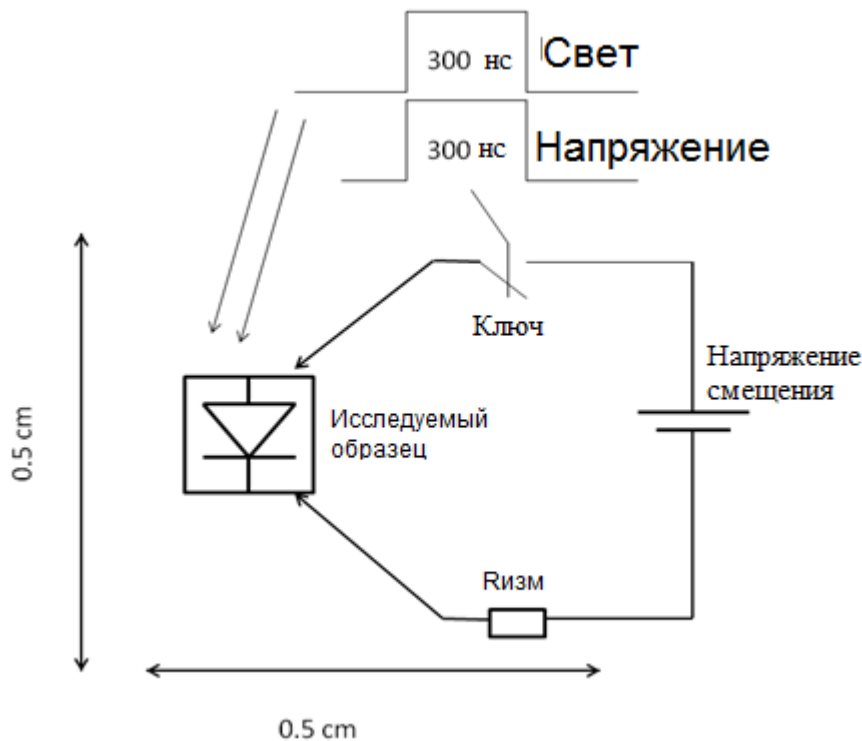 300 нс Свет
300 нс Напряжение
Ключ
Напряжение
смещения
Исследуемый
образец
0.5 cm
Rизм
0.5 cm